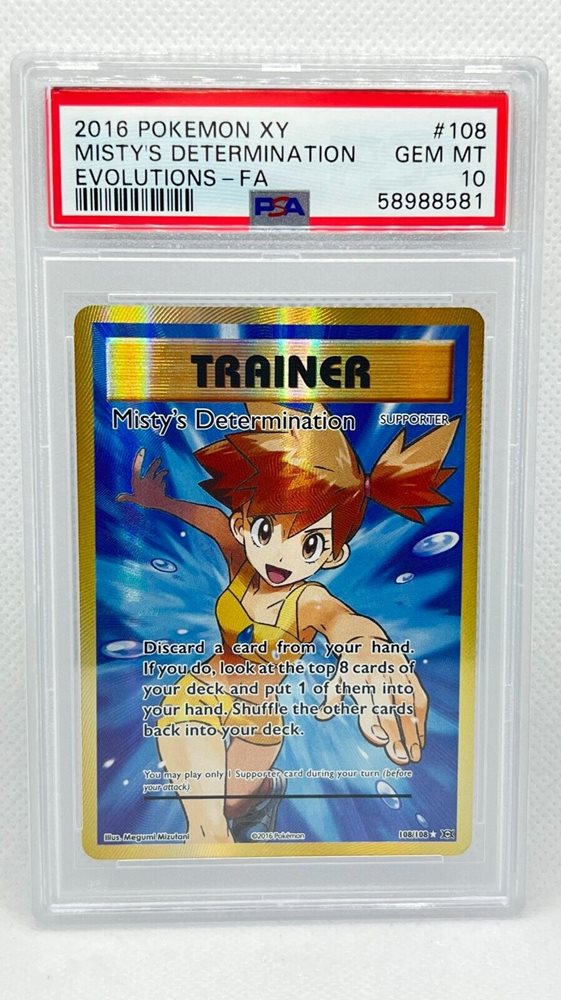 2016 POKEMON XY #108
MISTY'S DETERMINATION GEM MT
EVOLUTIONS-FA 10
PSA 58988581
TRAINER
Misty's Determination SUPPORTER
Discard a card from your hand.
If you do, look at the top 8 cards of
your deck and put 1 of them into
your hand. Shuffle the other cards
back into your deck.
You may play only 1 Supporter card during your turn (before
your attack).
Illus. Megumi Mizutani ©2016 Pokémon 108/108★